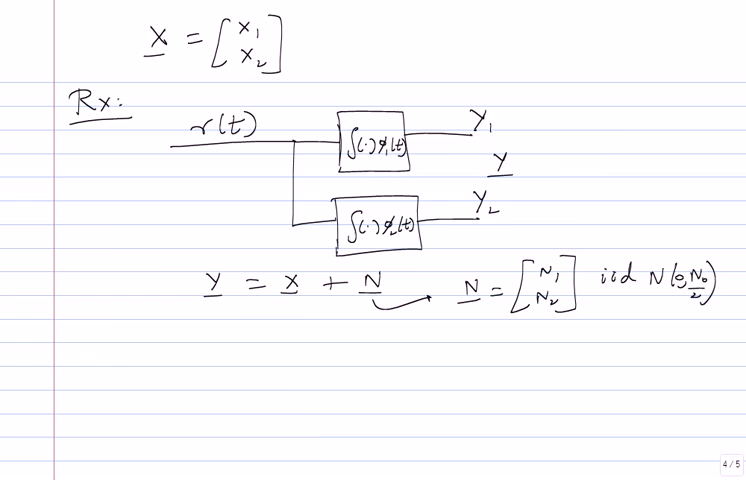 X = [X₁ X₂]
Rx:
r(t)
∫(·)φ₁(t)
Y₁
Y
∫(·)φ₂(t)
Y₂
Y = X + N → N = [N₁ N₂] iid N(0, N₀/2)
4 / 5